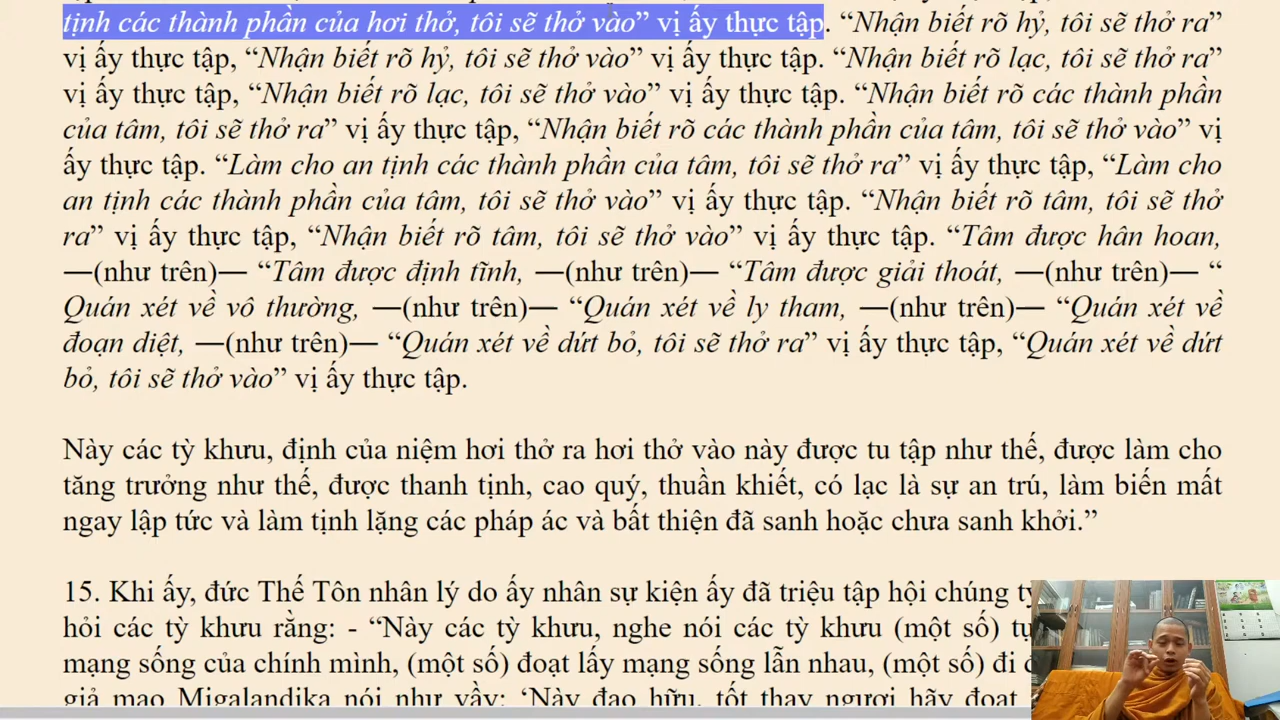 tịnh các thành phần của hơi thở, tôi sẽ thở vào” vị ấy thực tập. “Nhận biết rõ hỷ, tôi sẽ thở ra”
vị ấy thực tập, “Nhận biết rõ hỷ, tôi sẽ thở vào” vị ấy thực tập. “Nhận biết rõ lạc, tôi sẽ thở ra”
vị ấy thực tập, “Nhận biết rõ lạc, tôi sẽ thở vào” vị ấy thực tập. “Nhận biết rõ các thành phần
của tâm, tôi sẽ thở ra” vị ấy thực tập, “Nhận biết rõ các thành phần của tâm, tôi sẽ thở vào” vị
ấy thực tập. “Làm cho an tịnh các thành phần của tâm, tôi sẽ thở ra” vị ấy thực tập, “Làm cho
an tịnh các thành phần của tâm, tôi sẽ thở vào” vị ấy thực tập. “Nhận biết rõ tâm, tôi sẽ thở
ra” vị ấy thực tập, “Nhận biết rõ tâm, tôi sẽ thở vào” vị ấy thực tập. “Tâm được hân hoan,
—(như trên)— “Tâm được định tĩnh, —(như trên)— “Tâm được giải thoát, —(như trên)— “
Quán xét về vô thường, —(như trên)— “Quán xét về ly tham, —(như trên)— “Quán xét về
đoạn diệt, —(như trên)— “Quán xét về dứt bỏ, tôi sẽ thở ra” vị ấy thực tập, “Quán xét về dứt
bỏ, tôi sẽ thở vào” vị ấy thực tập.
Này các tỳ khưu, định của niệm hơi thở ra hơi thở vào này được tu tập như thế, được làm cho
tăng trưởng như thế, được thanh tịnh, cao quý, thuần khiết, có lạc là sự an trú, làm biến mất
ngay lập tức và làm tịnh lặng các pháp ác và bất thiện đã sanh hoặc chưa sanh khởi.”
15. Khi ấy, đức Thế Tôn nhân lý do ấy nhân sự kiện ấy đã triệu tập hội chúng
hỏi các tỳ khưu rằng: - “Này các tỳ khưu, nghe nói các tỳ khưu (một số)
mạng sống của chính mình, (một số) đoạt lấy mạng sống lẫn nhau, (một số) đi
giả mạo Migalandika nói như vầy: ‘Này đạo hữu, tốt thay ngươi hãy đoạt